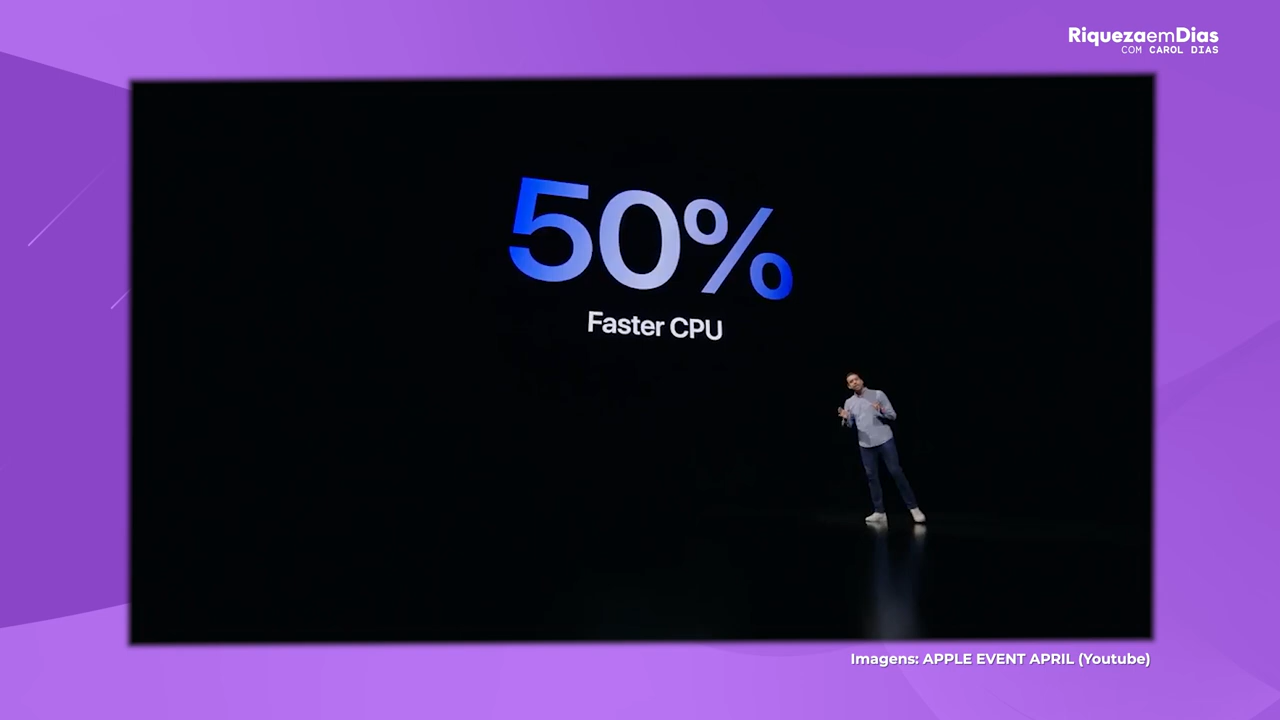 RiquezaemDias
COM CAROL DIAS
50%
Faster CPU
Imagens: APPLE EVENT APRIL (Youtube)